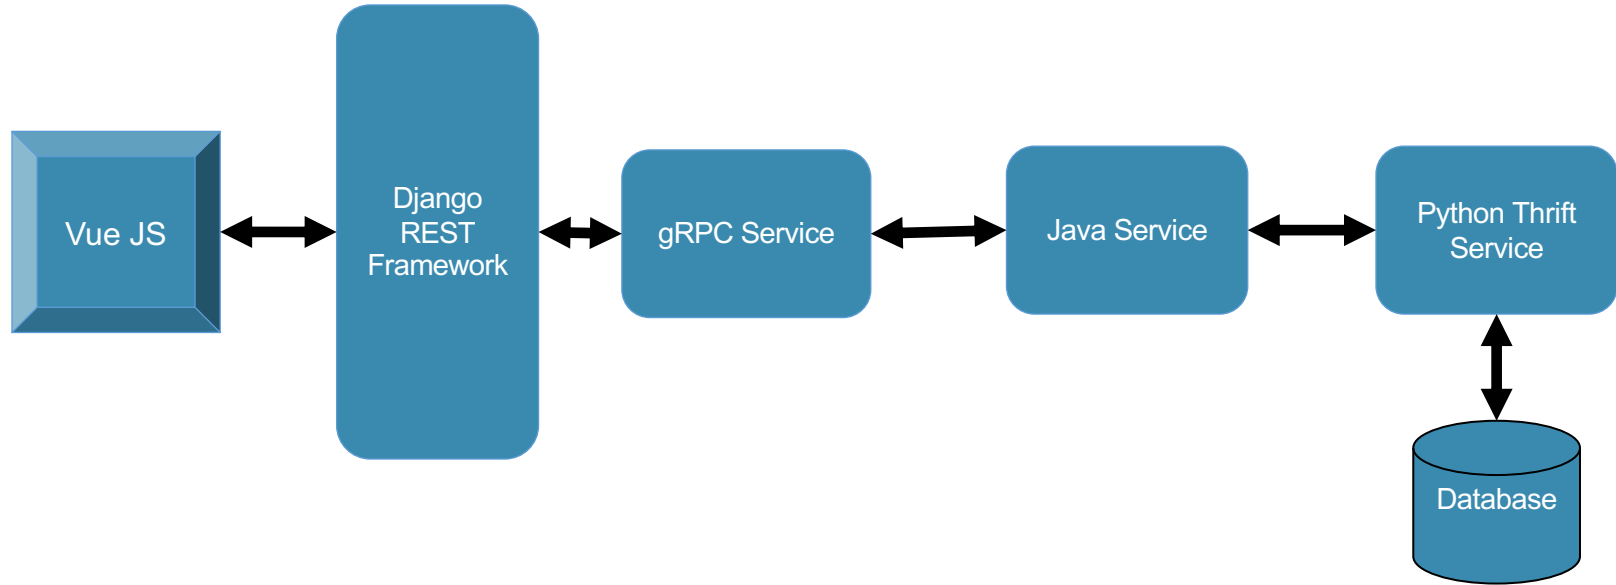 Vue JS
Django
REST
Framework
gRPC Service
Java Service
Python Thrift
Service
Database